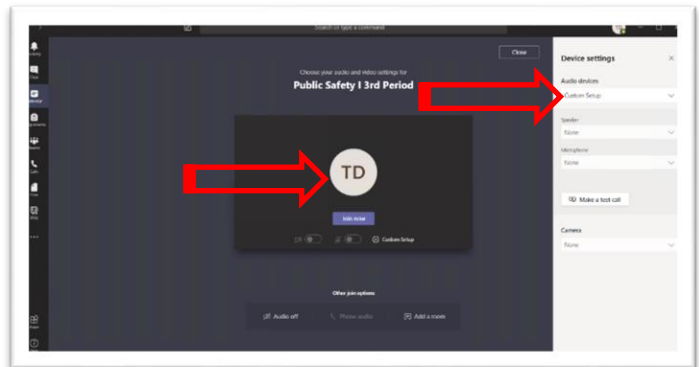 Search or type a command
Close
Choose your audio and video settings for
Public Safety I 3rd Period
TD
Join now
Custom Setup
Other join options
Audio off
Phone audio
Add a room
Device settings
Audio devices
Custom Setup
Speaker
None
Microphone
None
Make a test call
Camera
None
Calls